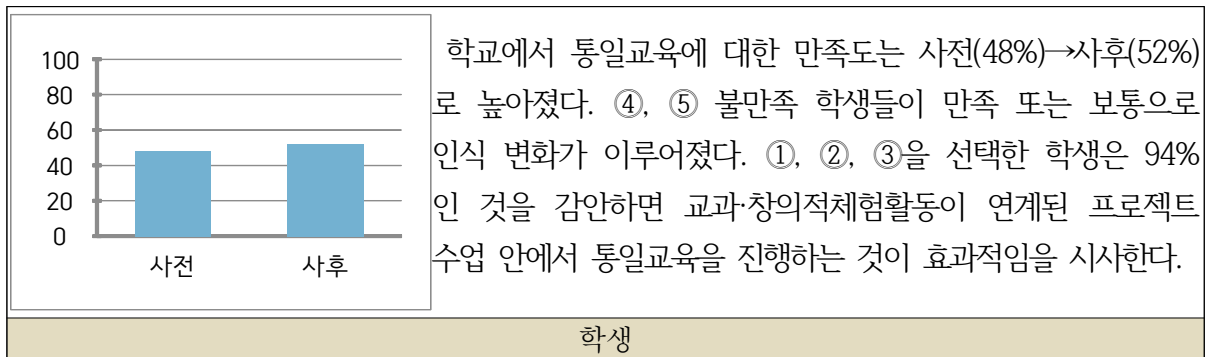 100
80
60
40
20
0
사전 사후
학교에서 통일교육에 대한 만족도는 사전(48%)→사후(52%)
로 높아졌다. ④, ⑤ 불만족 학생들이 만족 또는 보통으로
인식 변화가 이루어졌다. ①, ②, ③을 선택한 학생은 94%
인 것을 감안하면 교과·창의적체험활동이 연계된 프로젝트
수업 안에서 통일교육을 진행하는 것이 효과적임을 시사한다.
학생